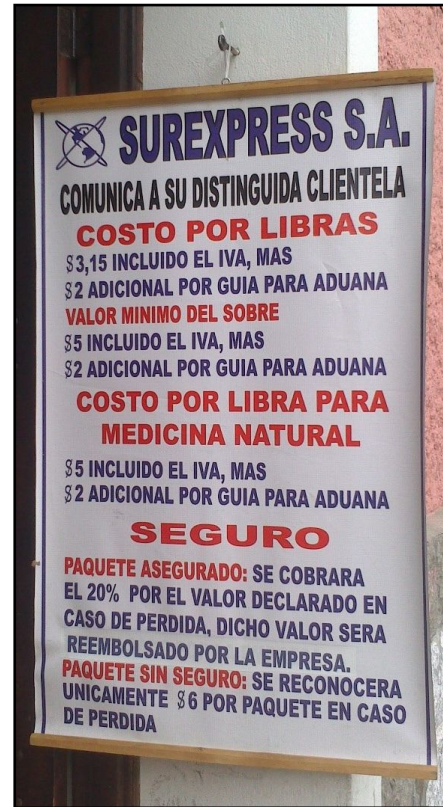 SUREXPRESS S.A.
COMUNICA A SU DISTINGUIDA CLIENTELA
COSTO POR LIBRAS
$3,15 INCLUIDO EL IVA, MAS
$2 ADICIONAL POR GUIA PARA ADUANA
VALOR MINIMO DEL SOBRE
$5 INCLUIDO EL IVA, MAS
$2 ADICIONAL POR GUIA PARA ADUANA
COSTO POR LIBRA PARA
MEDICINA NATURAL
$5 INCLUIDO EL IVA, MAS
$2 ADICIONAL POR GUIA PARA ADUANA
SEGURO
PAQUETE ASEGURADO: SE COBRARA
EL 20% POR EL VALOR DECLARADO EN
CASO DE PERDIDA, DICHO VALOR SERA
REEMBOLSADO POR LA EMPRESA.
PAQUETE SIN SEGURO: SE RECONOCERA
UNICAMENTE $6 POR PAQUETE EN CASO
DE PERDIDA